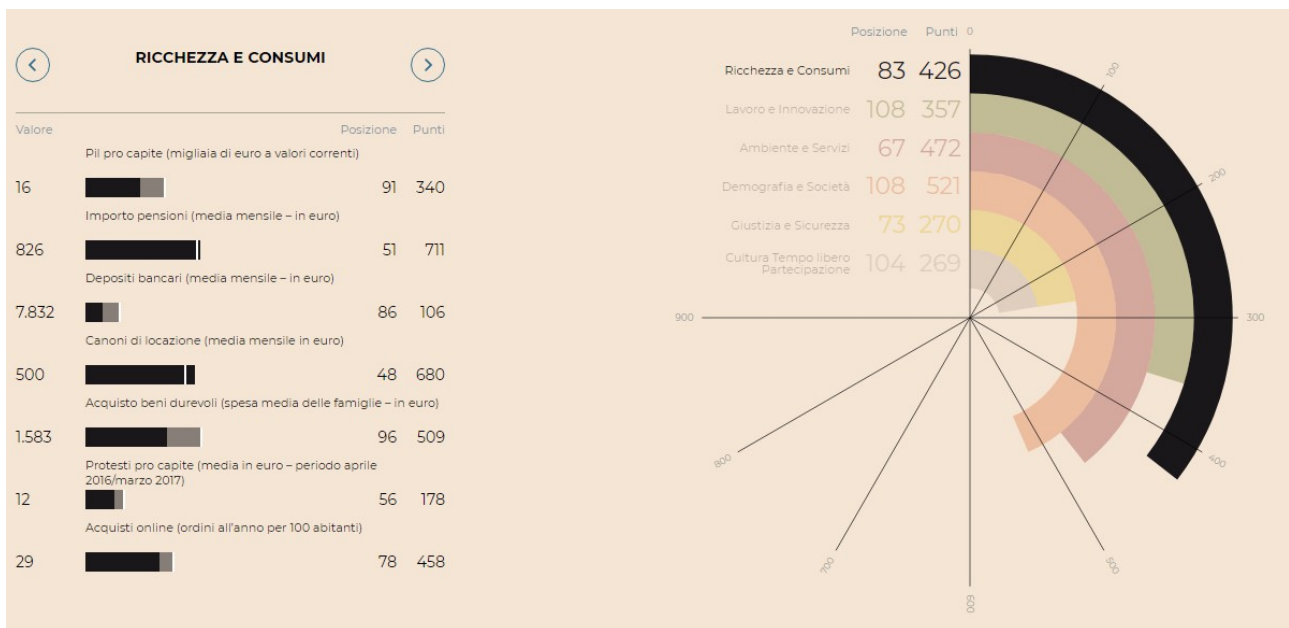 RICCHEZZA E CONSUMI
Valore Posizione Punti
Pil pro capite (migliaia di euro a valori correnti)
16 91 340
Importo pensioni (media mensile – in euro)
826 51 711
Depositi bancari (media mensile – in euro)
7.832 86 106
Canoni di locazione (media mensile in euro)
500 48 680
Acquisto beni durevoli (spesa media delle famiglie – in euro)
1.583 96 509
Protesti pro capite (media in euro – periodo aprile
2016/marzo 2017)
12 56 178
Acquisti online (ordini all'anno per 100 abitanti)
29 78 458
Posizione Punti 0
Ricchezza e Consumi 83 426
Lavoro e Innovazione 108 357
Ambiente e Servizi 67 472
Demografia e Società 108 521
Giustizia e Sicurezza 73 270
Cultura Tempo libero
Partecipazione 104 269
100
200
300
400
500
600
700
800
900